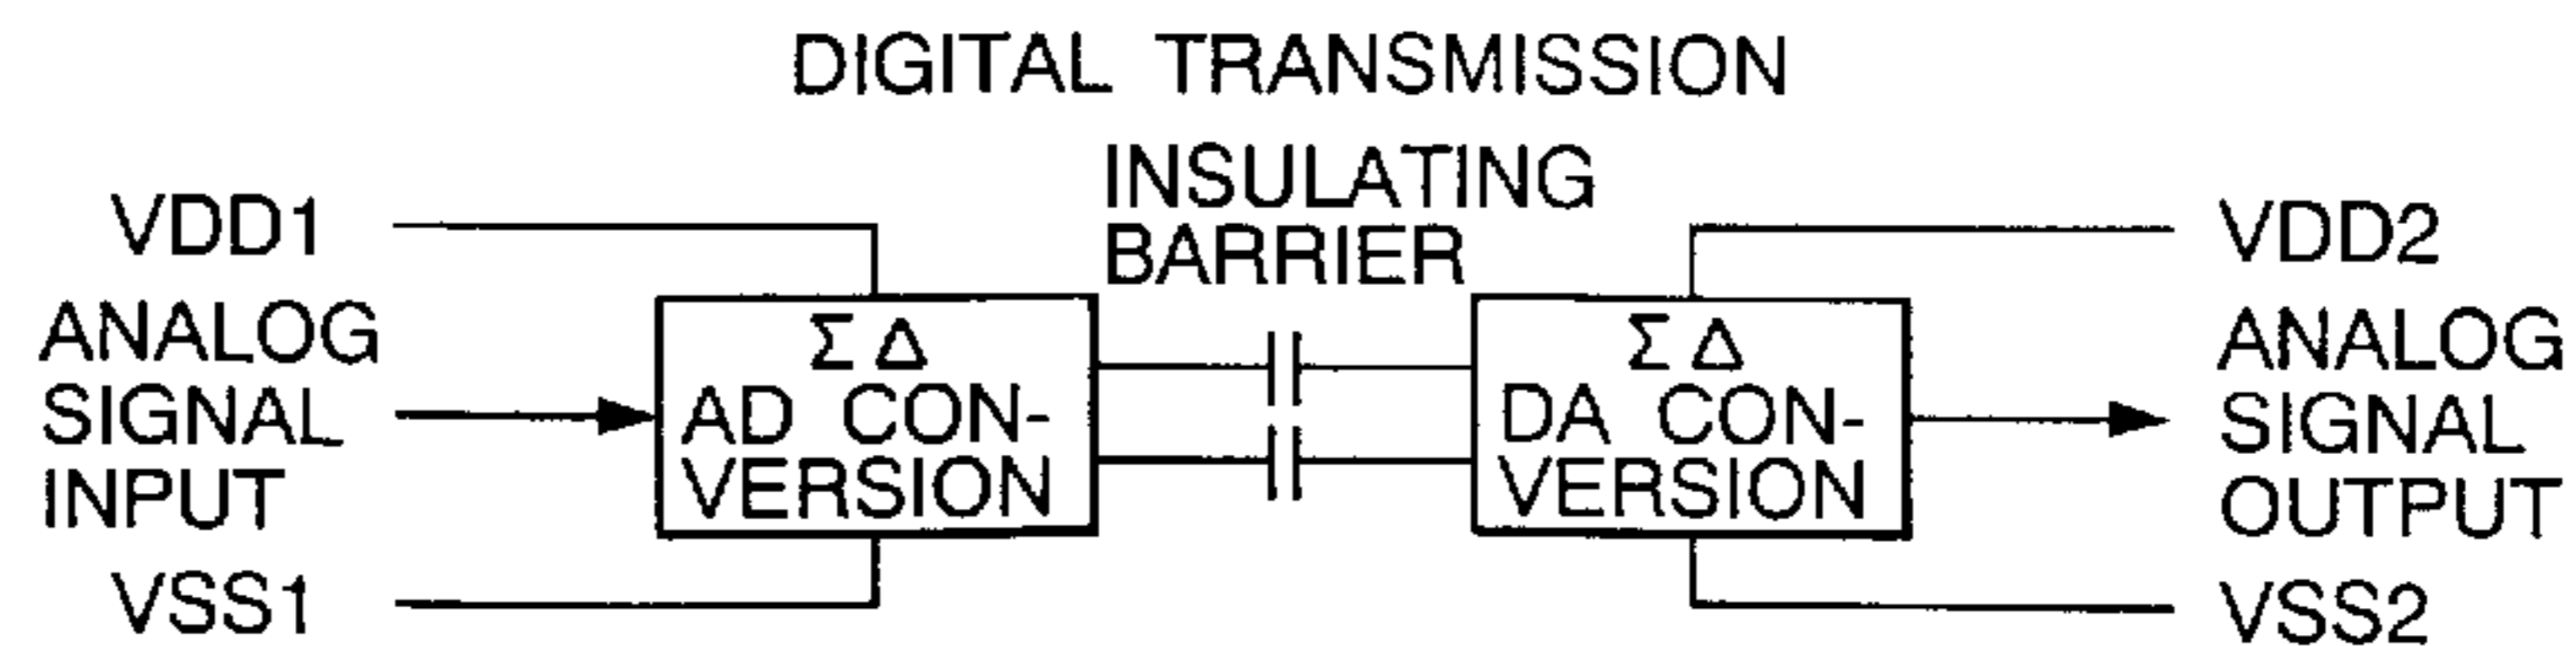 DIGITAL TRANSMISSION
INSULATING
BARRIER
VDD1
ANALOG
SIGNAL
INPUT
VSS1
ΣΔ
AD CON-
VERSION
ΣΔ
DA CON-
VERSION
VDD2
ANALOG
SIGNAL
OUTPUT
VSS2